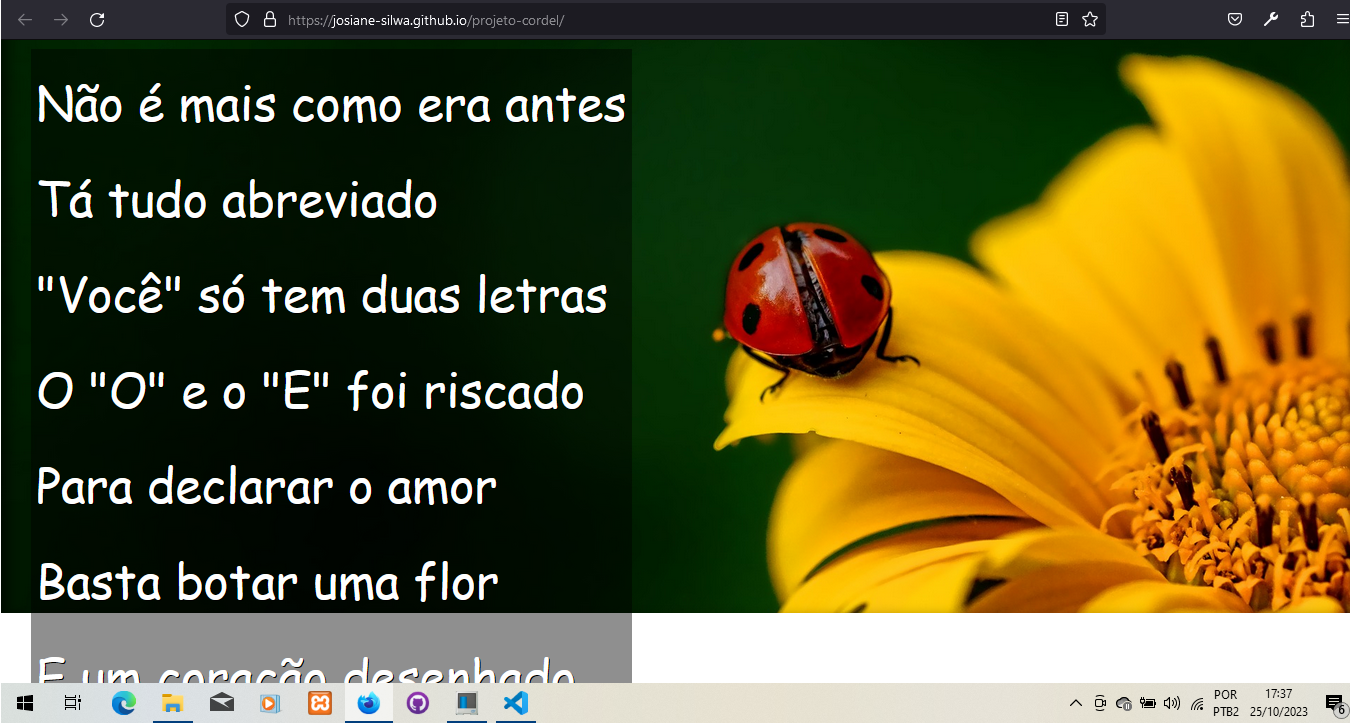 https://josiane-silwa.github.io/projeto-cordel/
Não é mais como era antes
Tá tudo abreviado
"Você" só tem duas letras
O "O" e o "E" foi riscado
Para declarar o amor
Basta botar uma flor
E um coração desenhado
POR
PTB2
17:37
25/10/2023
6